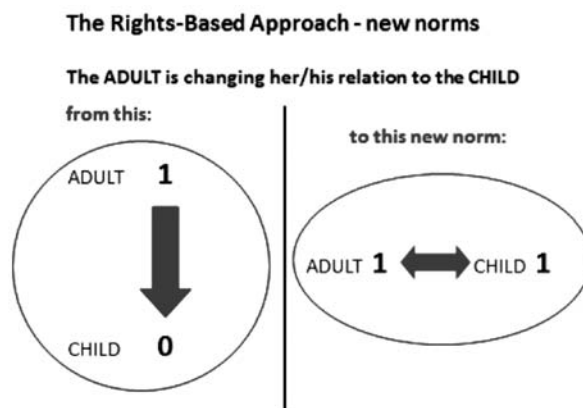 The Rights-Based Approach - new norms
The ADULT is changing her/his relation to the CHILD
from this:
ADULT 1
CHILD 0
to this new norm:
ADULT 1 CHILD 1